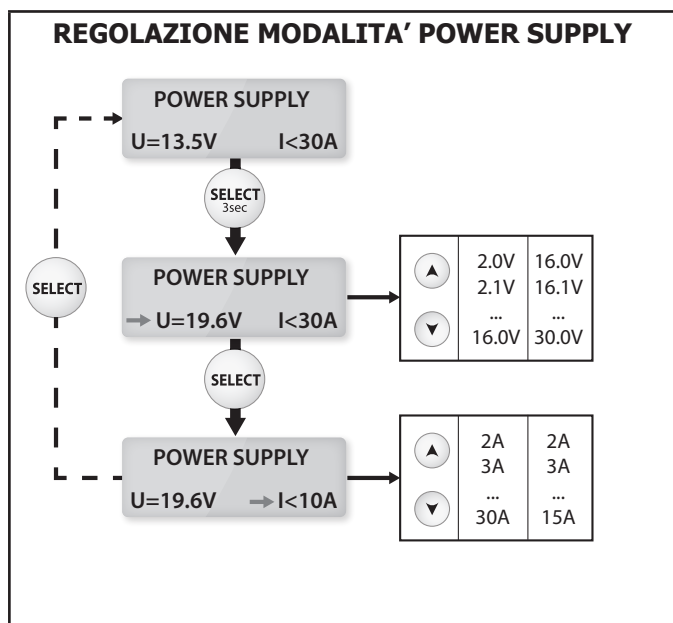 REGOLAZIONE MODALITA’ POWER SUPPLY
POWER SUPPLY
U=13.5V I<30A
SELECT
3sec
POWER SUPPLY
U=19.6V I<30A
2.0V 16.0V
2.1V 16.1V
... ...
16.0V 30.0V
SELECT
SELECT
POWER SUPPLY
U=19.6V I<10A
2A 2A
3A 3A
... ...
30A 15A